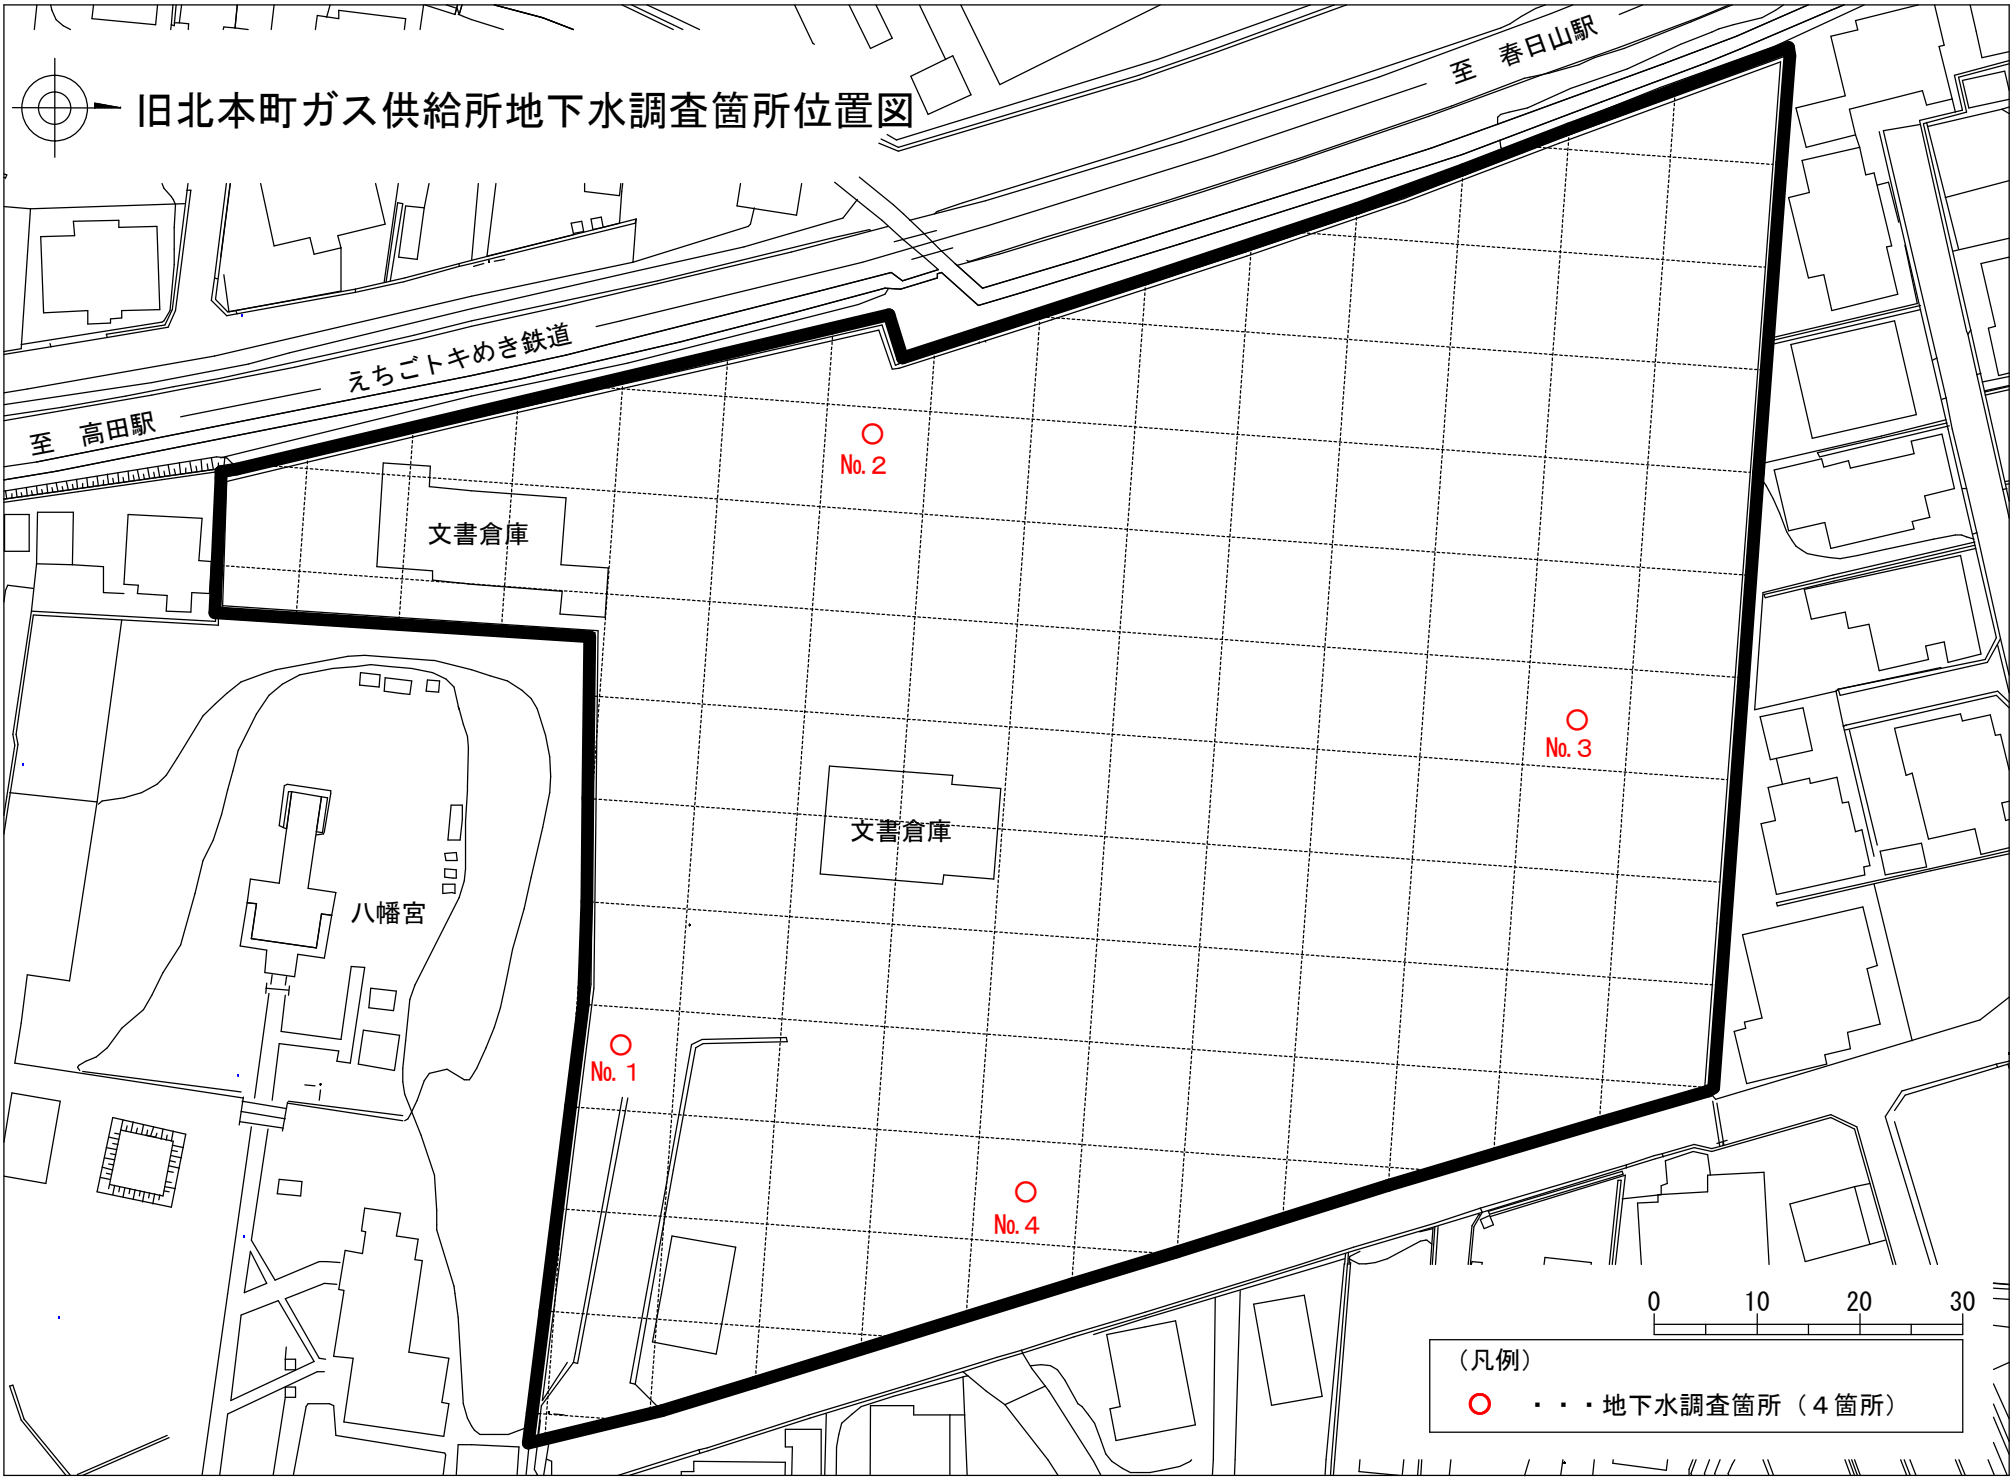 旧北本町ガス供給所地下水調査箇所位置図
至　春日山駅
えちごトキめき鉄道
至　高田駅
No.2
文書倉庫
No.3
文書倉庫
八幡宮
No.1
No.4
0 10 20 30
（凡例）
○ ・・・地下水調査箇所（４箇所）